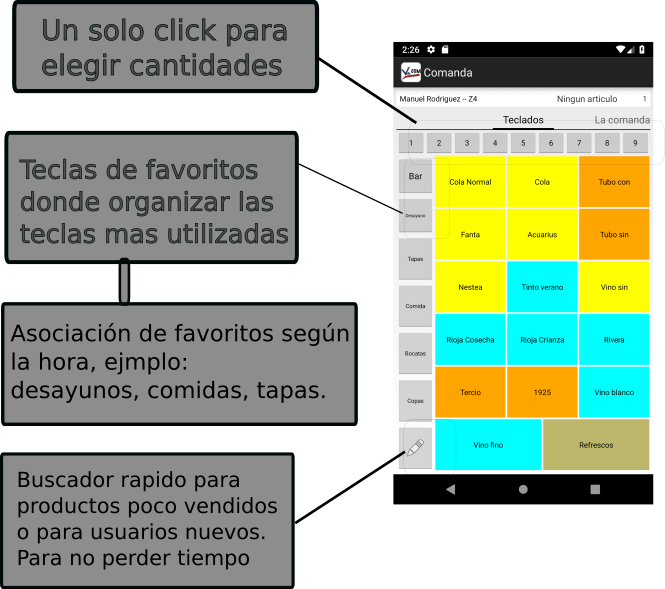 Un solo click para
elegir cantidades
Teclas de favoritos
donde organizar las
teclas mas utilizadas
Asociación de favoritos según
la hora, ejmplo:
desayunos, comidas, tapas.
Buscador rapido para
productos poco vendidos
o para usuarios nuevos.
Para no perder tiempo
2:26
Comanda
Manuel Rodriguez -- Z4 Ningun articulo 1
Teclados La comanda
1 2 3 4 5 6 7 8 9
Bar
Desayuno
Tapas
Comida
Bocatas
Copas
Cola Normal Cola Tubo con
Fanta Acuarius Tubo sin
Nestea Tinto verano Vino sin
Rioja Cosecha Rioja Crianza Rivera
Tercio 1925 Vino blanco
Vino fino Refrescos